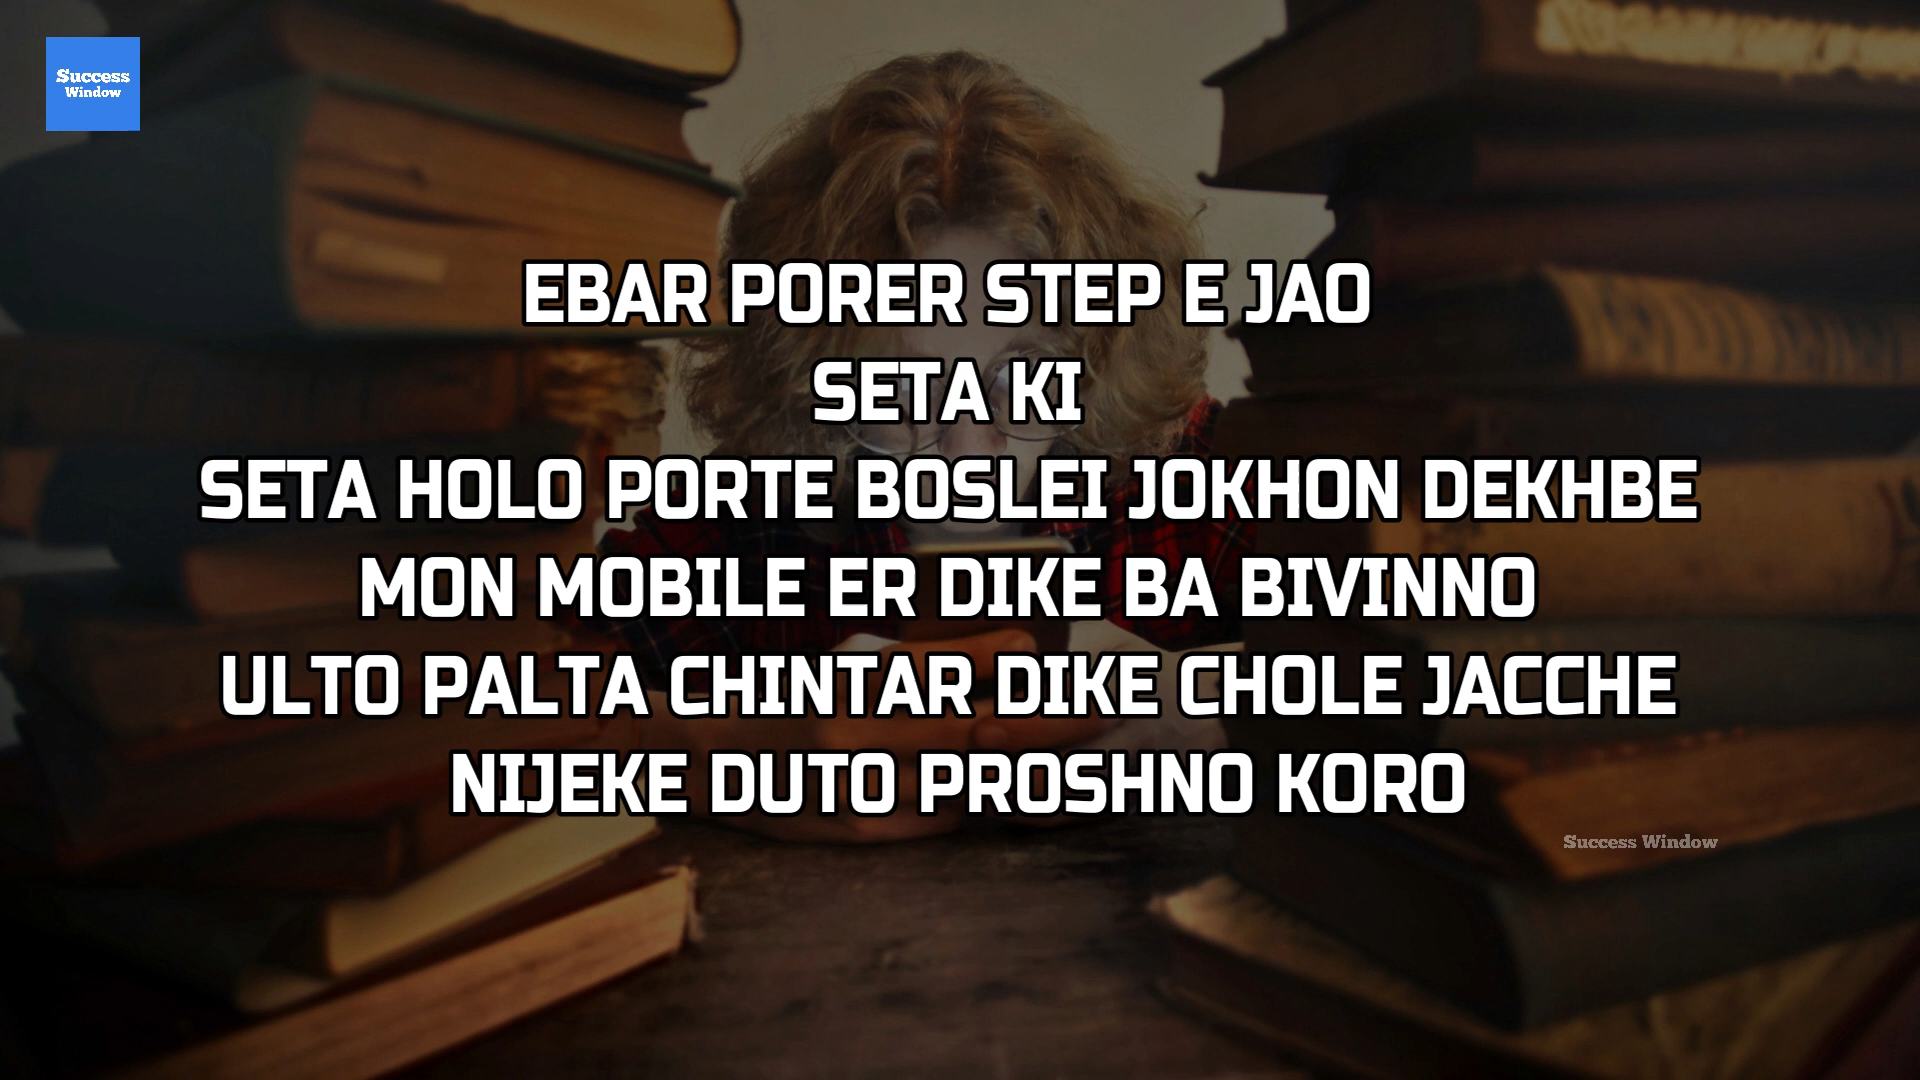 Success
Window
EBAR PORER STEP E JAO
SETA KI
SETA HOLO PORTE BOSLEI JOKHON DEKHBE
MON MOBILE ER DIKE BA BIVINNO
ULTO PALTA CHINTAR DIKE CHOLE JACCHE
NIJEKE DUTO PROSHNO KORO
Success Window